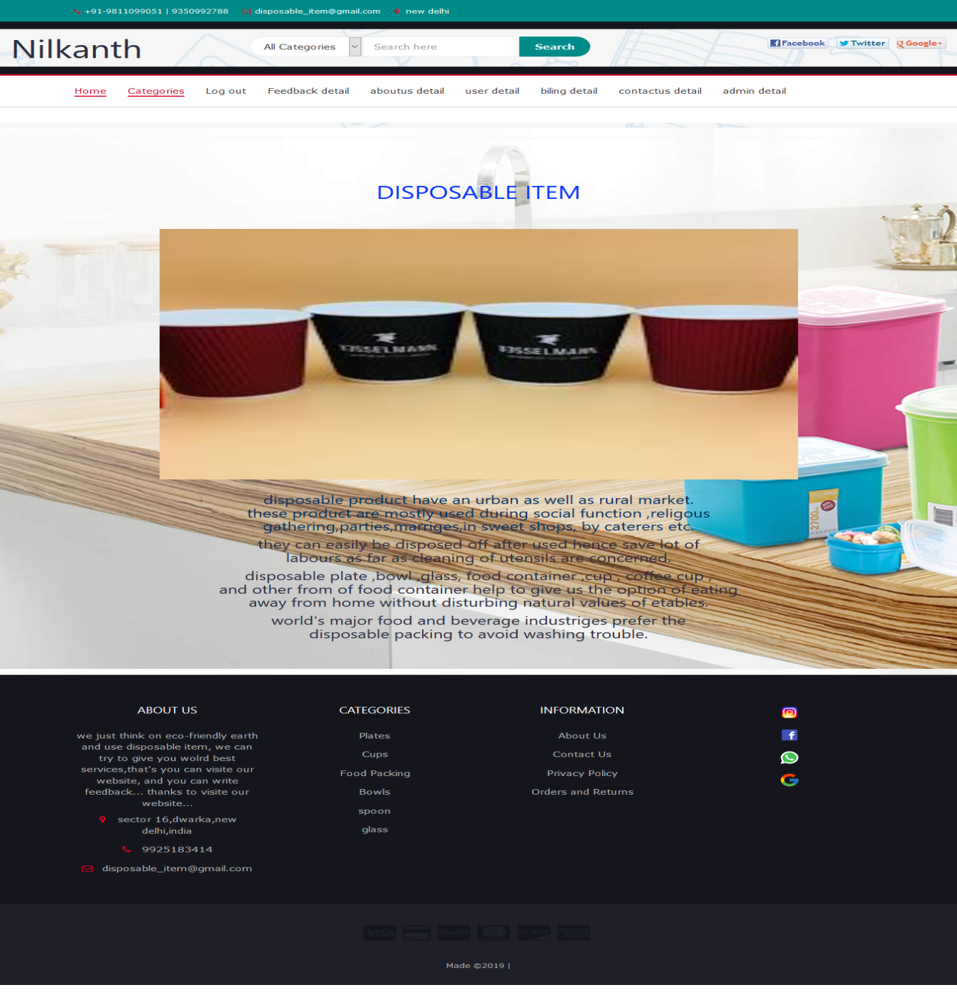 +91-9811099051 | 9350992788 disposable_item@gmail.com new delhi
Nilkanth
All Categories Search here Search
Facebook Twitter Google+
Home Categories Log out Feedback detail aboutus detail user detail biling detail contactus detail admin detail
DISPOSABLE ITEM
disposable product have an urban as well as rural market.
these product are mostly used during social function ,religous
gathering,parties,marriges,in sweet shops, by caterers etc.
they can easily be disposed off after used hence save lot of
labours as far as cleaning of utensils are concerned.
disposable plate ,bowl ,glass, food container ,cup , coffee cup ,
and other from of food container help to give us the option of eating
away from home without disturbing natural values of etables.
world's major food and beverage industriges prefer the
disposable packing to avoid washing trouble.
2700
ABOUT US
we just think on eco-friendly earth
and use disposable item, we can
try to give you wolrd best
services,that's you can visite our
website, and you can write
feedback... thanks to visite our
website...
sector 16,dwarka,new
delhi,india
9925183414
disposable_item@gmail.com
CATEGORIES
Plates
Cups
Food Packing
Bowls
spoon
glass
INFORMATION
About Us
Contact Us
Privacy Policy
Orders and Returns
VISA PayPal
Made ©2019 |